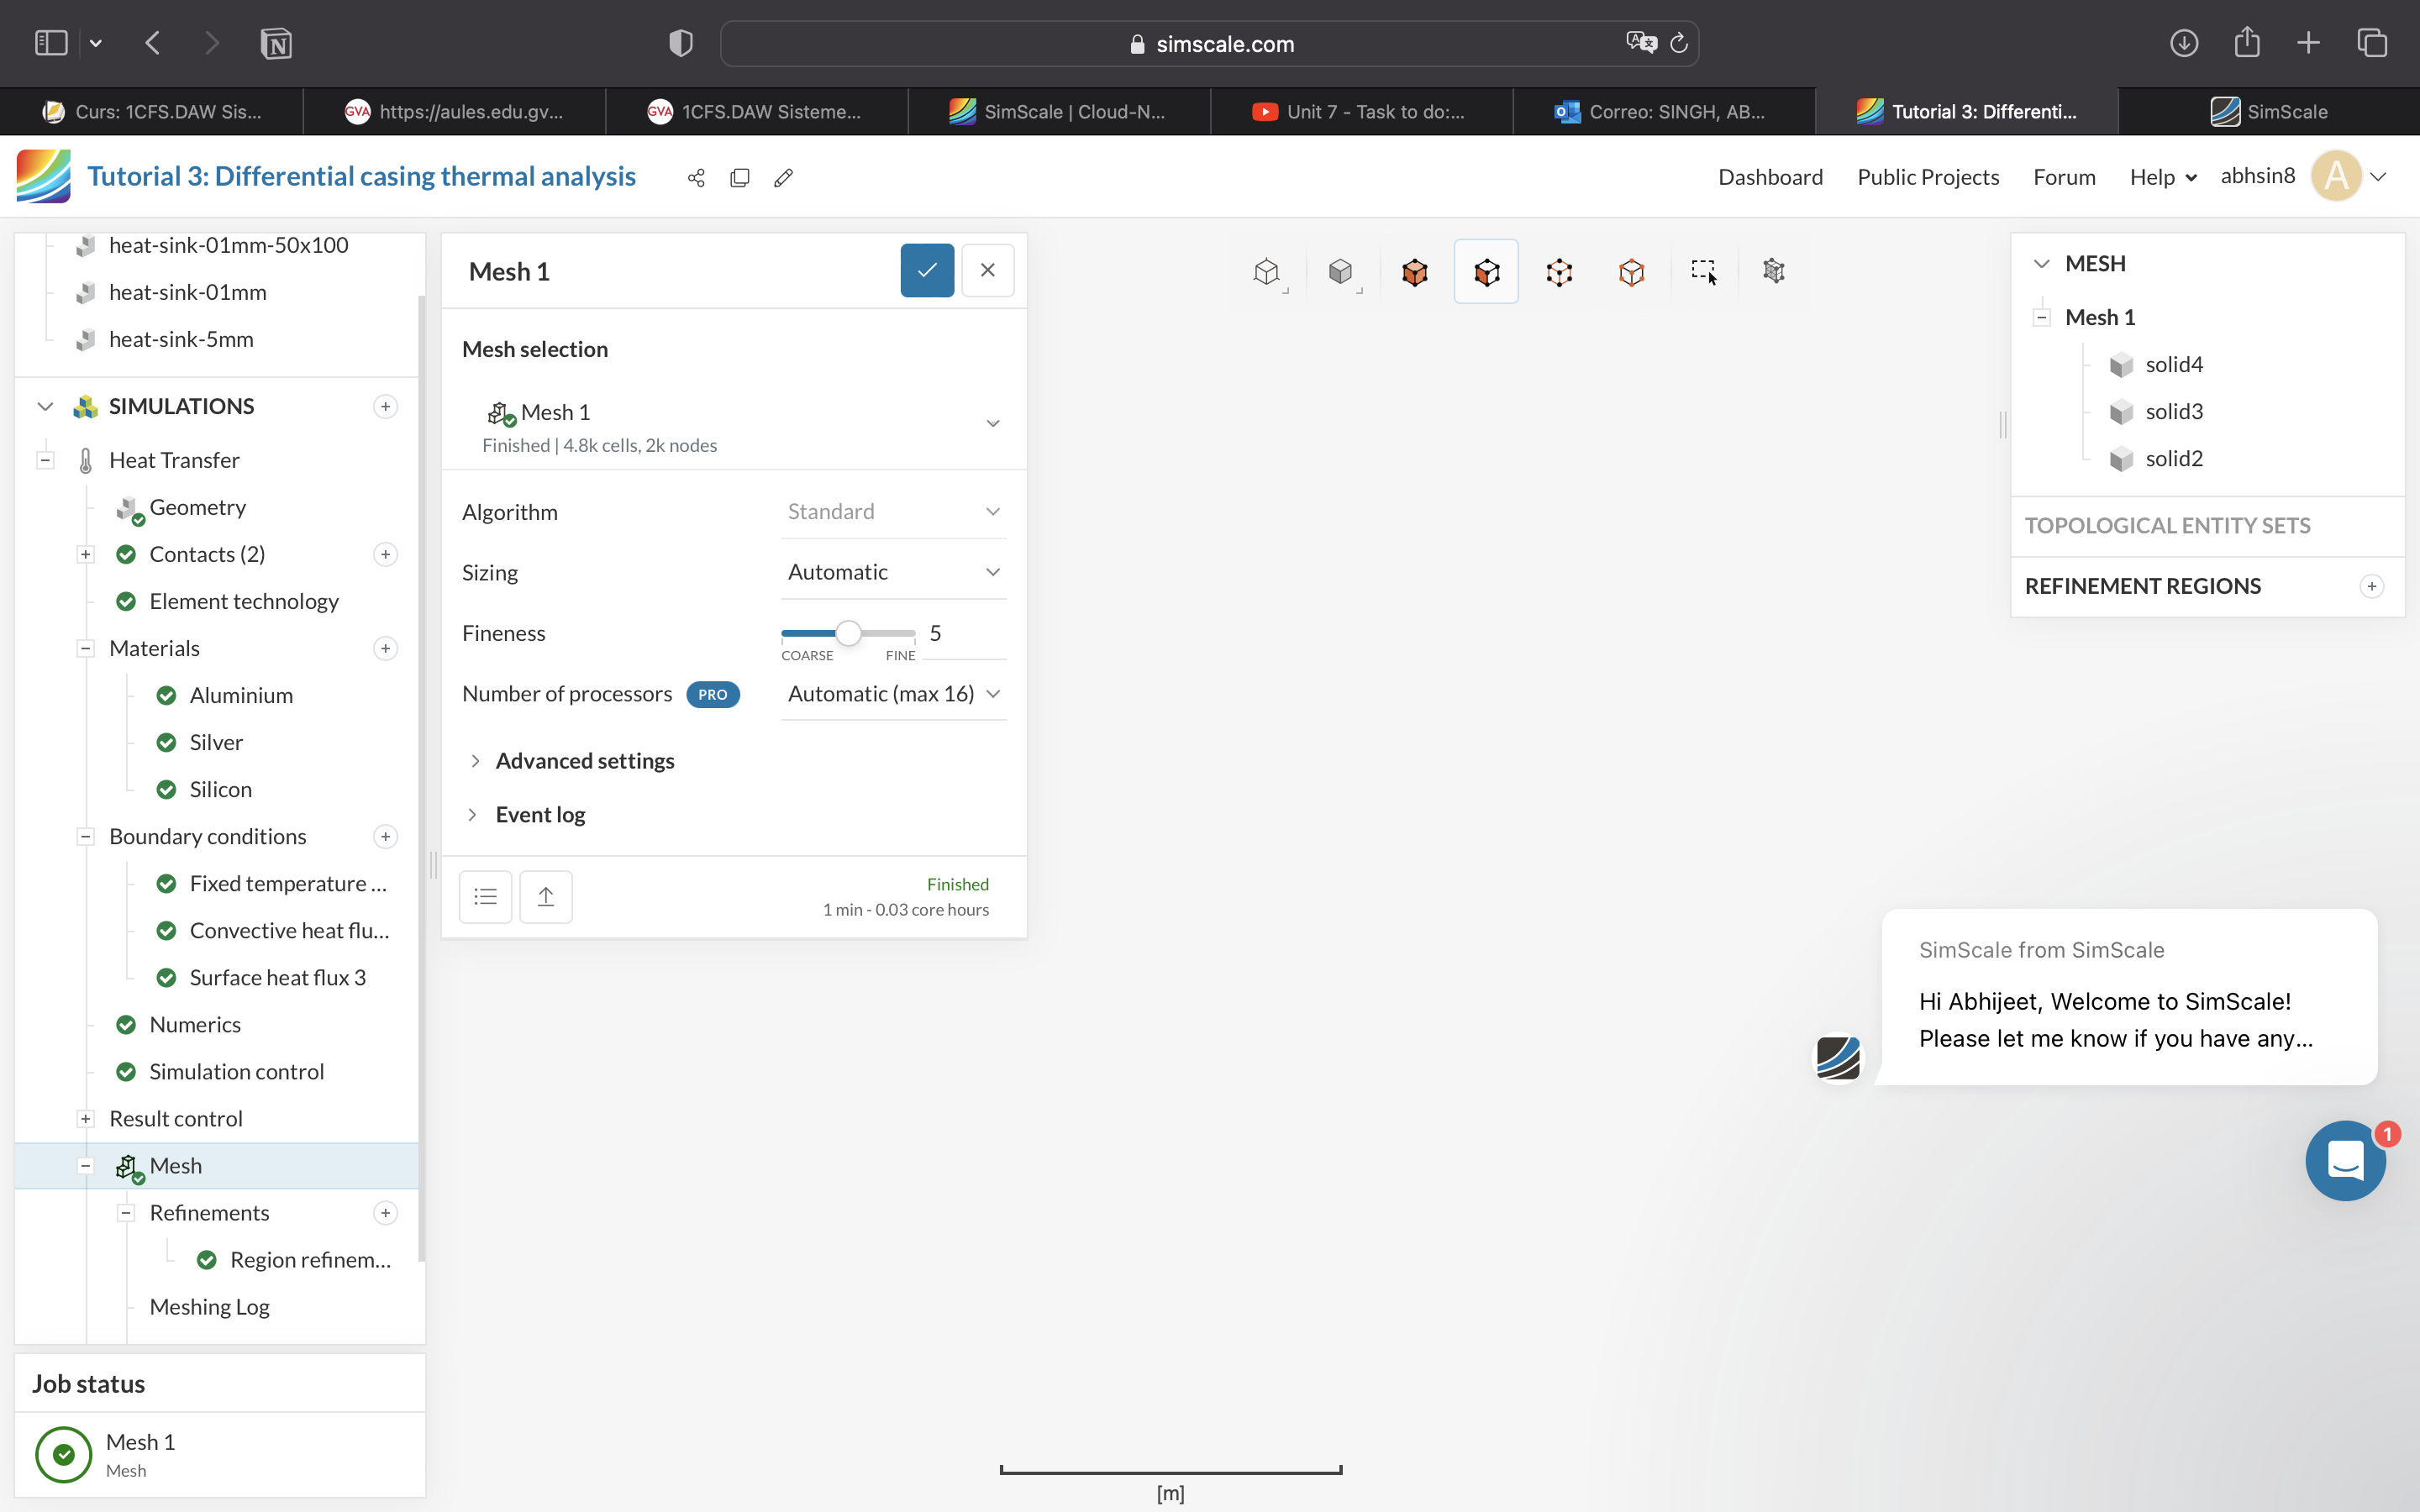 simscale.com
Curs: 1CFS.DAW Sis...
GVA
https://aules.edu.gv...
GVA
1CFS.DAW Sisteme...
SimScale | Cloud-N...
Unit 7 - Task to do:...
Correo: SINGH, AB...
Tutorial 3: Differenti...
SimScale
Tutorial 3: Differential casing thermal analysis
Dashboard
Public Projects
Forum
Help
abhsin8
A
heat-sink-01mm-50x100
heat-sink-01mm
heat-sink-5mm
SIMULATIONS
Heat Transfer
Geometry
Contacts (2)
Element technology
Materials
Aluminium
Silver
Silicon
Boundary conditions
Fixed temperature ...
Convective heat flu...
Surface heat flux 3
Numerics
Simulation control
Result control
Mesh
Refinements
Region refinem...
Meshing Log
Job status
Mesh 1
Mesh
Mesh 1
Mesh selection
Mesh 1
Finished | 4.8k cells, 2k nodes
Algorithm
Standard
Sizing
Automatic
Fineness
5
COARSE
FINE
Number of processors
PRO
Automatic (max 16)
Advanced settings
Event log
Finished
1 min - 0.03 core hours
[m]
MESH
Mesh 1
solid4
solid3
solid2
TOPOLOGICAL ENTITY SETS
REFINEMENT REGIONS
SimScale from SimScale
Hi Abhijeet, Welcome to SimScale!
Please let me know if you have any...
1